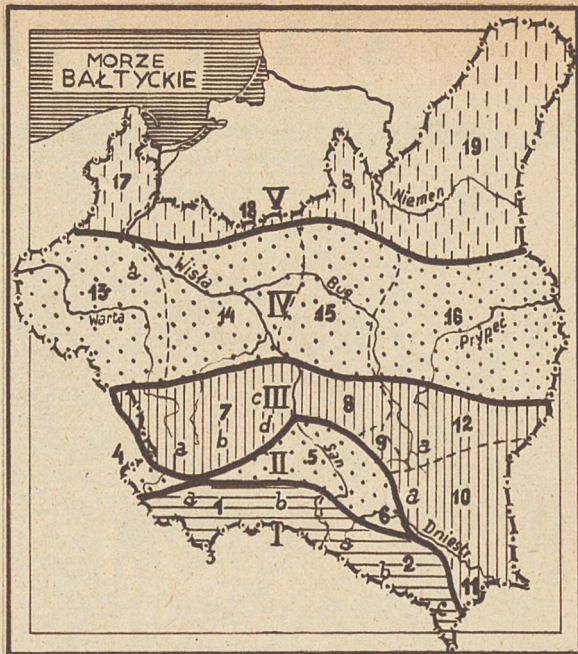 MORZE
BAŁTYCKIE
17
19
Niemen
a
18
V
a
Wisła
Bug
13
Warta
14
IV
15
16
Prypeć
c
III
7
8
12
d
a
b
9
a
4
II
5
San
a
b
1
6
a
10
Dniestr
I
3
a
2
b
11
c